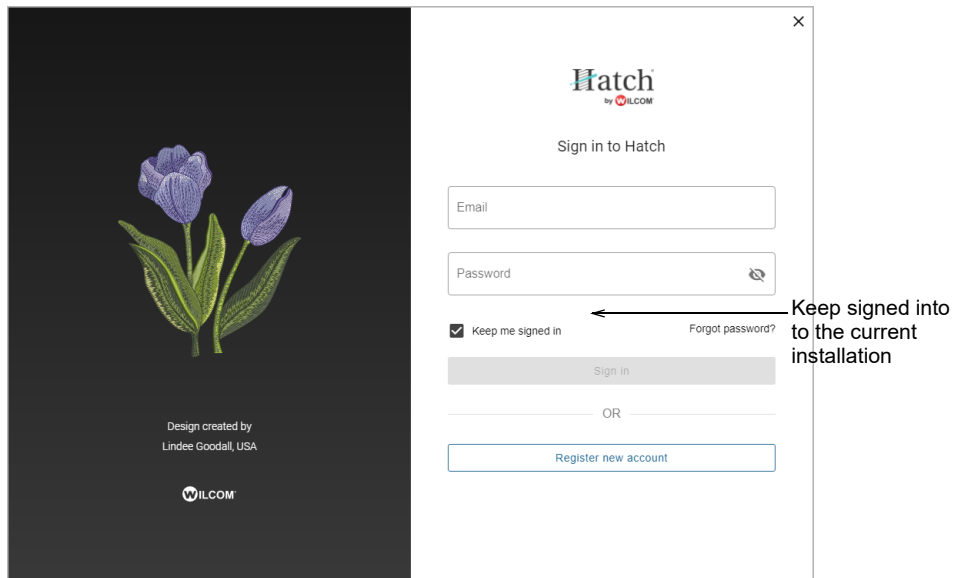 Hatch
by WILCOM
Sign in to Hatch
Email
Password
Keep me signed in
Forgot password?
Keep signed into
to the current
installation
Sign in
OR
Register new account
Design created by
Lindee Goodall, USA
WILCOM